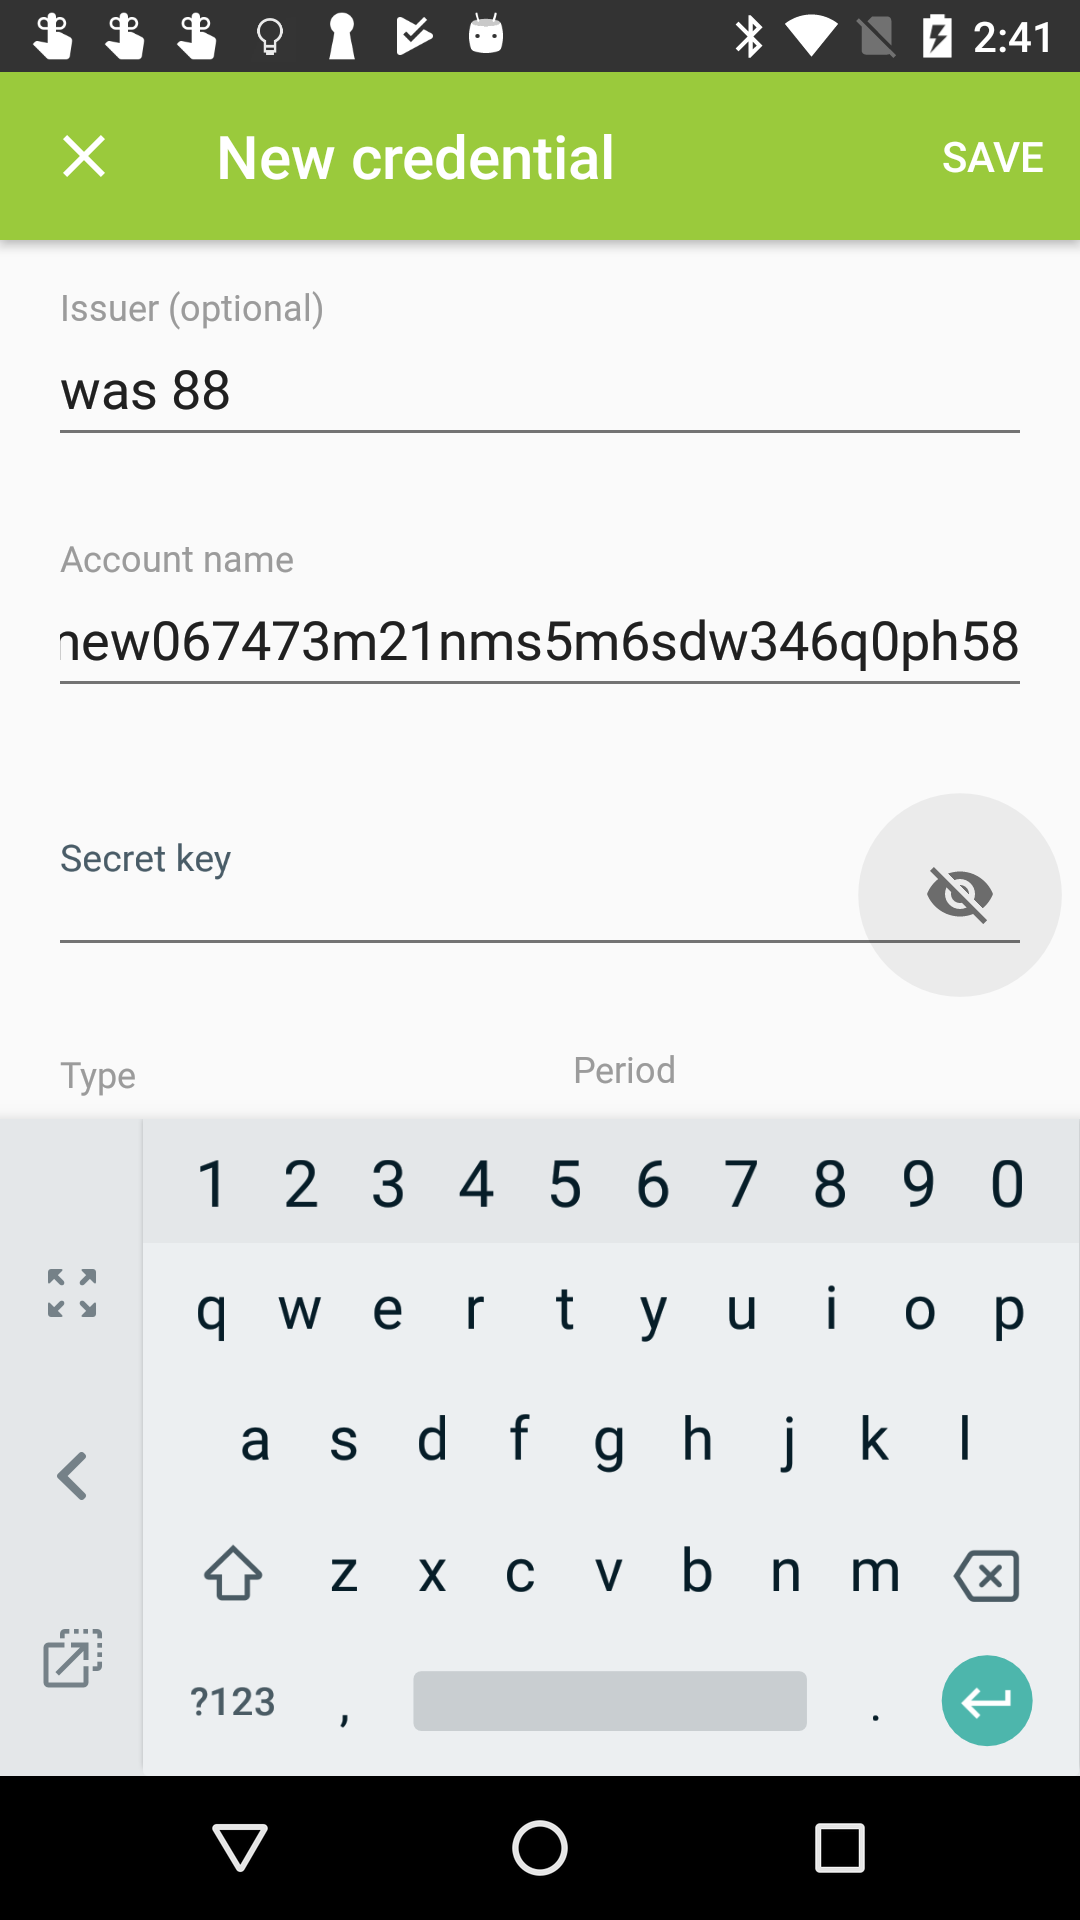 2:41
New credential
SAVE
Issuer (optional)
was 88
Account name
new067473m21nms5m6sdw346q0ph58
Secret key
Type
Period
1 2 3 4 5 6 7 8 9 0
q w e r t y u i o p
a s d f g h j k l
z x c v b n m
?123 , .